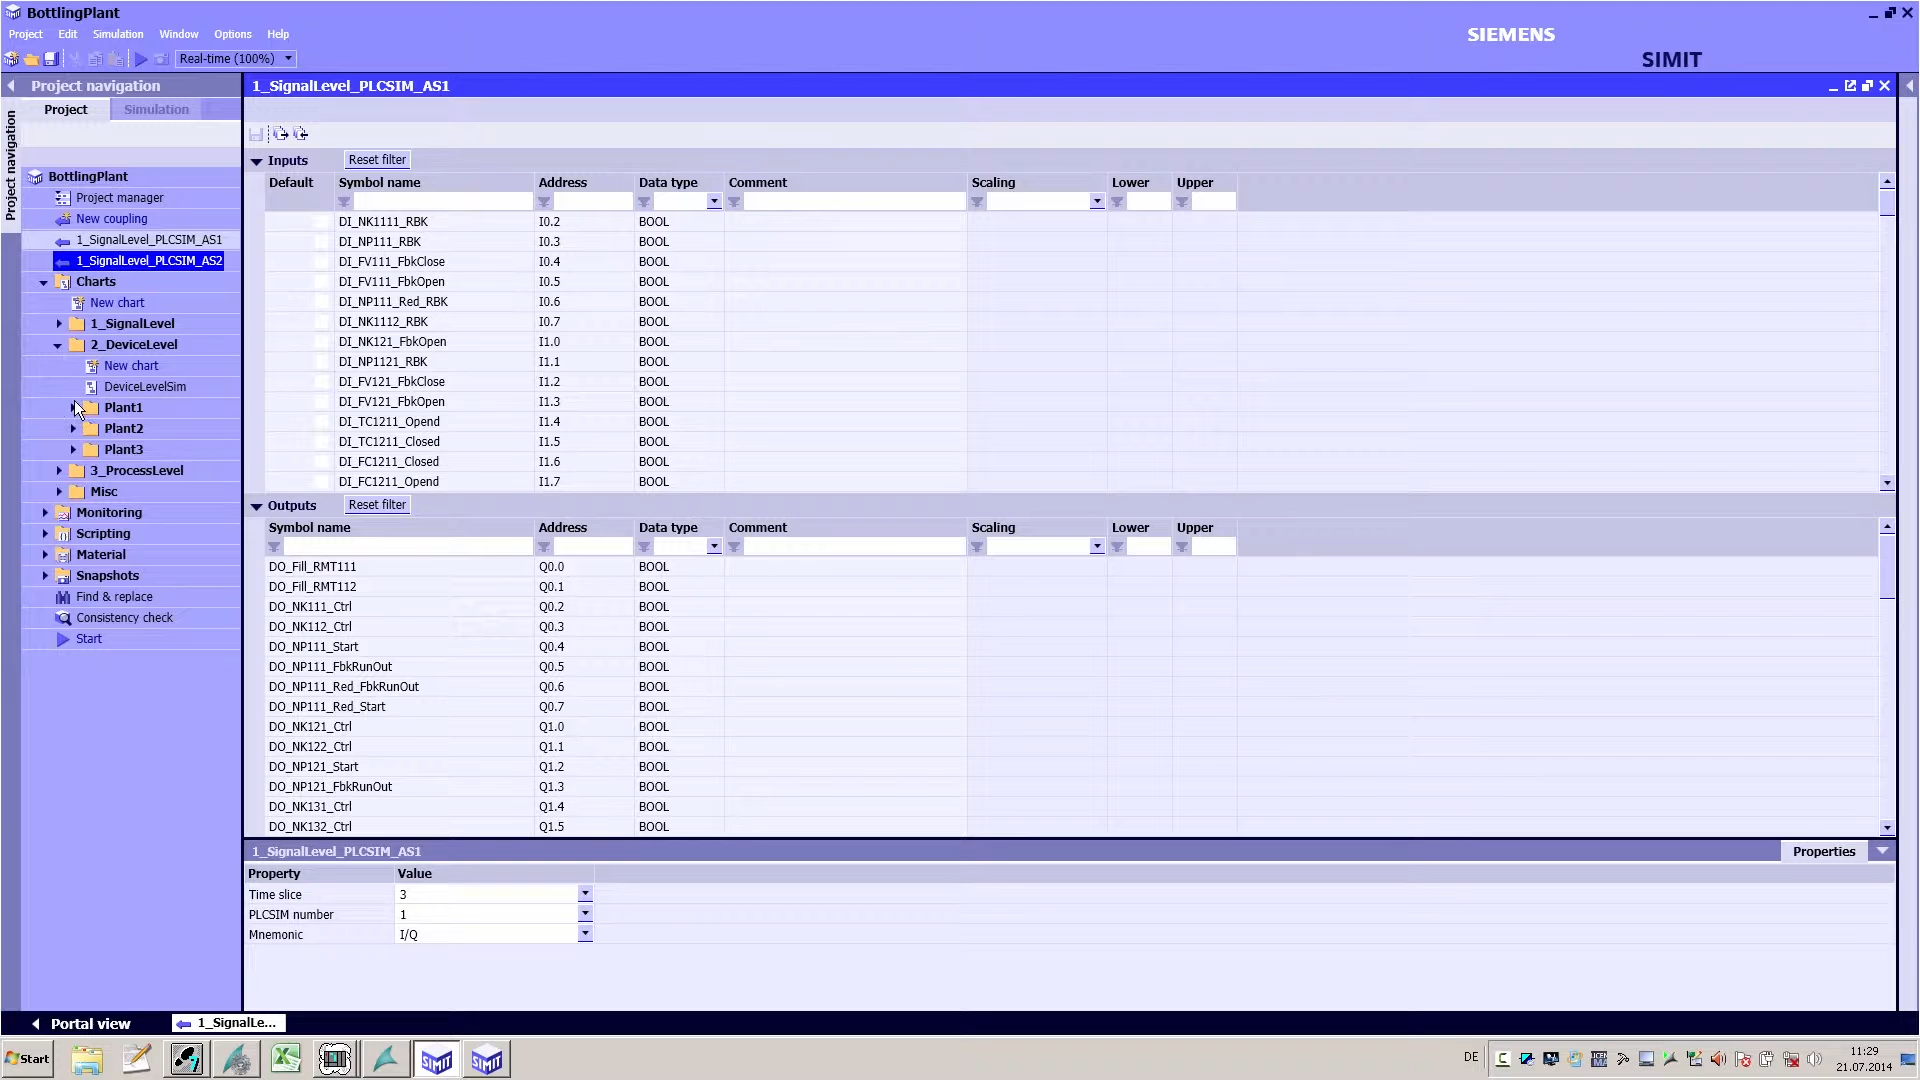 BottlingPlant
Project Edit Simulation Window Options Help
SIEMENS
Real-time (100%)
SIMIT
Project navigation
Project Simulation
Project navigation
BottlingPlant
Project manager
New coupling
1_SignalLevel_PLCSIM_AS1
1_SignalLevel_PLCSIM_AS2
Charts
New chart
1_SignalLevel
2_DeviceLevel
New chart
DeviceLevelSim
Plant1
Plant2
Plant3
3_ProcessLevel
Misc
Monitoring
Scripting
Material
Snapshots
Find & replace
Consistency check
Start
1_SignalLevel_PLCSIM_AS1
Inputs Reset filter
Default Symbol name Address Data type Comment Scaling Lower Upper
DI_NK1111_RBK I0.2 BOOL
DI_NP111_RBK I0.3 BOOL
DI_FV111_FbkClose I0.4 BOOL
DI_FV111_FbkOpen I0.5 BOOL
DI_NP111_Red_RBK I0.6 BOOL
DI_NK1112_RBK I0.7 BOOL
DI_NK121_FbkOpen I1.0 BOOL
DI_NP1121_RBK I1.1 BOOL
DI_FV121_FbkClose I1.2 BOOL
DI_FV121_FbkOpen I1.3 BOOL
DI_TC1211_Opend I1.4 BOOL
DI_TC1211_Closed I1.5 BOOL
DI_FC1211_Closed I1.6 BOOL
DI_FC1211_Opend I1.7 BOOL
Outputs Reset filter
Symbol name Address Data type Comment Scaling Lower Upper
DO_Fill_RMT111 Q0.0 BOOL
DO_Fill_RMT112 Q0.1 BOOL
DO_NK111_Ctrl Q0.2 BOOL
DO_NK112_Ctrl Q0.3 BOOL
DO_NP111_Start Q0.4 BOOL
DO_NP111_FbkRunOut Q0.5 BOOL
DO_NP111_Red_FbkRunOut Q0.6 BOOL
DO_NP111_Red_Start Q0.7 BOOL
DO_NK121_Ctrl Q1.0 BOOL
DO_NK122_Ctrl Q1.1 BOOL
DO_NP121_Start Q1.2 BOOL
DO_NP121_FbkRunOut Q1.3 BOOL
DO_NK131_Ctrl Q1.4 BOOL
DO_NK132_Ctrl Q1.5 BOOL
1_SignalLevel_PLCSIM_AS1 Properties
Property Value
Time slice 3
PLCSIM number 1
Mnemonic I/Q
Portal view 1_SignalLe...
Start
SIMIT
SIMIT
DE
11:29
21.07.2014